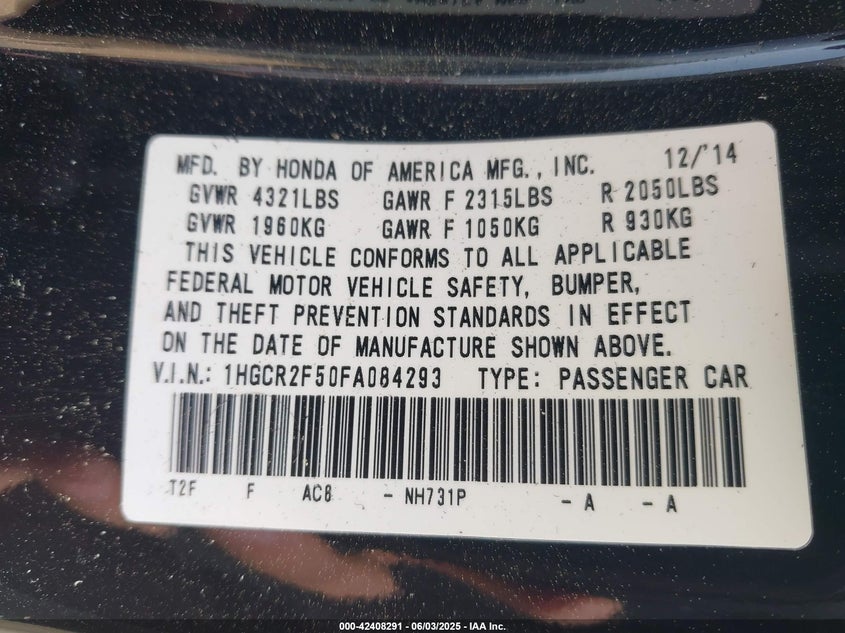 MFD. BY HONDA OF AMERICA MFG., INC. 12/'14
GVWR 4321LBS GAWR F 2315LBS R 2050LBS
GVWR 1960KG GAWR F 1050KG R 930KG
THIS VEHICLE CONFORMS TO ALL APPLICABLE
FEDERAL MOTOR VEHICLE SAFETY, BUMPER,
AND THEFT PREVENTION STANDARDS IN EFFECT
ON THE DATE OF MANUFACTURE SHOWN ABOVE.
V.I.N.: 1HGCR2F50FA084293 TYPE: PASSENGER CAR
T2F F AC8 - NH731P - A - A
000-42408291 - 06/03/2025 - IAA Inc.